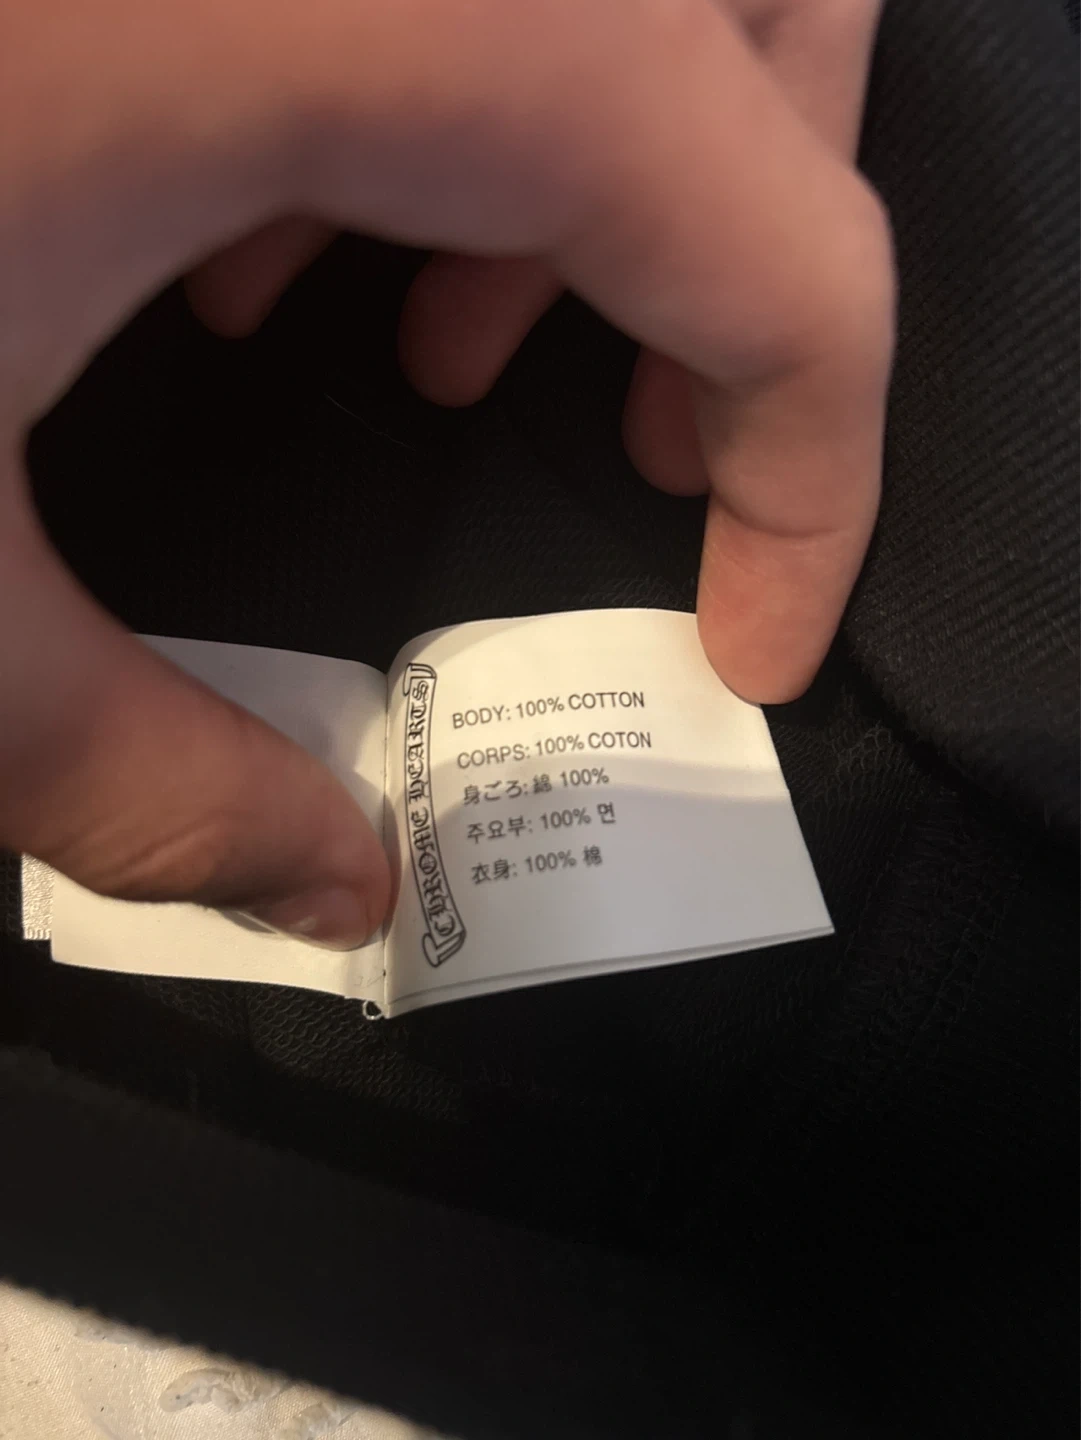 CHROME HEARTS
BODY: 100% COTTON
CORPS: 100% COTON
身ごろ: 綿 100%
주요부: 100% 면
衣身: 100% 棉